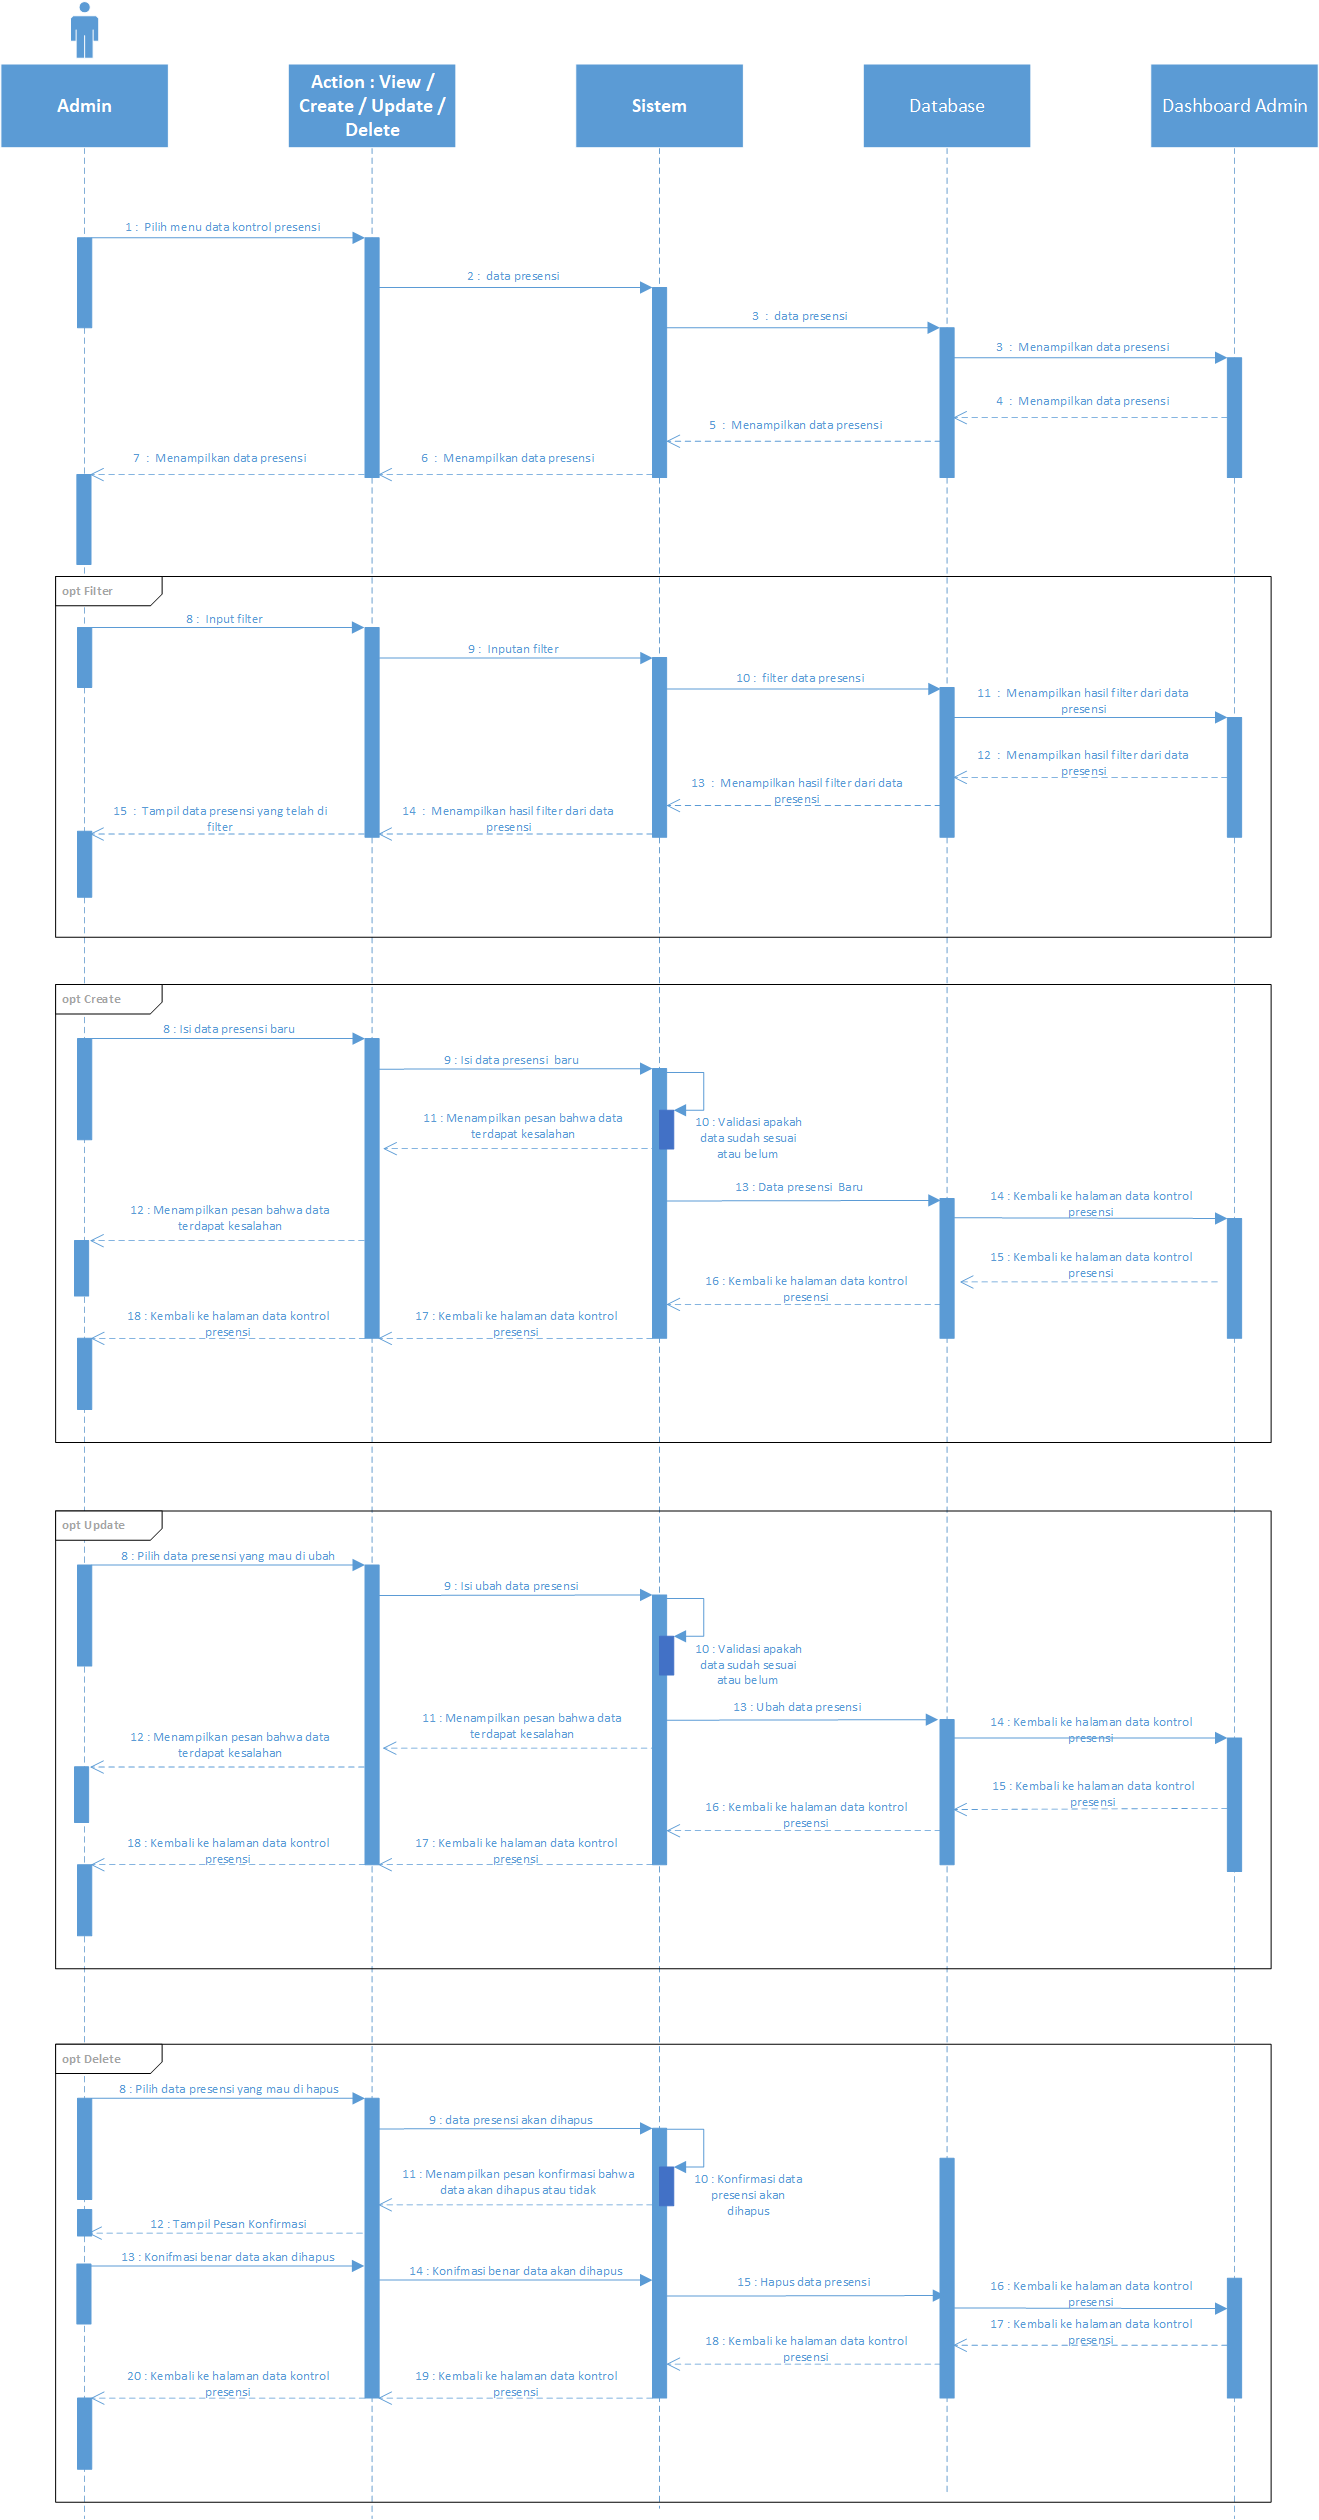 Admin
Action : View /
Create / Update /
Delete
Sistem
Database
Dashboard Admin
1 : Pilih menu data kontrol presensi
2 : data presensi
3 : data presensi
3 : Menampilkan data presensi
4 : Menampilkan data presensi
5 : Menampilkan data presensi
6 : Menampilkan data presensi
7 : Menampilkan data presensi
opt Filter
8 : Input filter
9 : Inputan filter
10 : filter data presensi
11 : Menampilkan hasil filter dari data
presensi
12 : Menampilkan hasil filter dari data
presensi
13 : Menampilkan hasil filter dari data
presensi
14 : Menampilkan hasil filter dari data
presensi
15 : Tampil data presensi yang telah di
filter
opt Create
8 : Isi data presensi baru
9 : Isi data presensi baru
10 : Validasi apakah
data sudah sesuai
atau belum
11 : Menampilkan pesan bahwa data
terdapat kesalahan
12 : Menampilkan pesan bahwa data
terdapat kesalahan
13 : Data presensi Baru
14 : Kembali ke halaman data kontrol
presensi
15 : Kembali ke halaman data kontrol
presensi
16 : Kembali ke halaman data kontrol
presensi
17 : Kembali ke halaman data kontrol
presensi
18 : Kembali ke halaman data kontrol
presensi
opt Update
8 : Pilih data presensi yang mau di ubah
9 : Isi ubah data presensi
10 : Validasi apakah
data sudah sesuai
atau belum
11 : Menampilkan pesan bahwa data
terdapat kesalahan
12 : Menampilkan pesan bahwa data
terdapat kesalahan
13 : Ubah data presensi
14 : Kembali ke halaman data kontrol
presensi
15 : Kembali ke halaman data kontrol
presensi
16 : Kembali ke halaman data kontrol
presensi
17 : Kembali ke halaman data kontrol
presensi
18 : Kembali ke halaman data kontrol
presensi
opt Delete
8 : Pilih data presensi yang mau di hapus
9 : data presensi akan dihapus
10 : Konfirmasi data
presensi akan
dihapus
11 : Menampilkan pesan konfirmasi bahwa
data akan dihapus atau tidak
12 : Tampil Pesan Konfirmasi
13 : Konifmasi benar data akan dihapus
14 : Konifmasi benar data akan dihapus
15 : Hapus data presensi
16 : Kembali ke halaman data kontrol
presensi
17 : Kembali ke halaman data kontrol
presensi
18 : Kembali ke halaman data kontrol
presensi
19 : Kembali ke halaman data kontrol
presensi
20 : Kembali ke halaman data kontrol
presensi